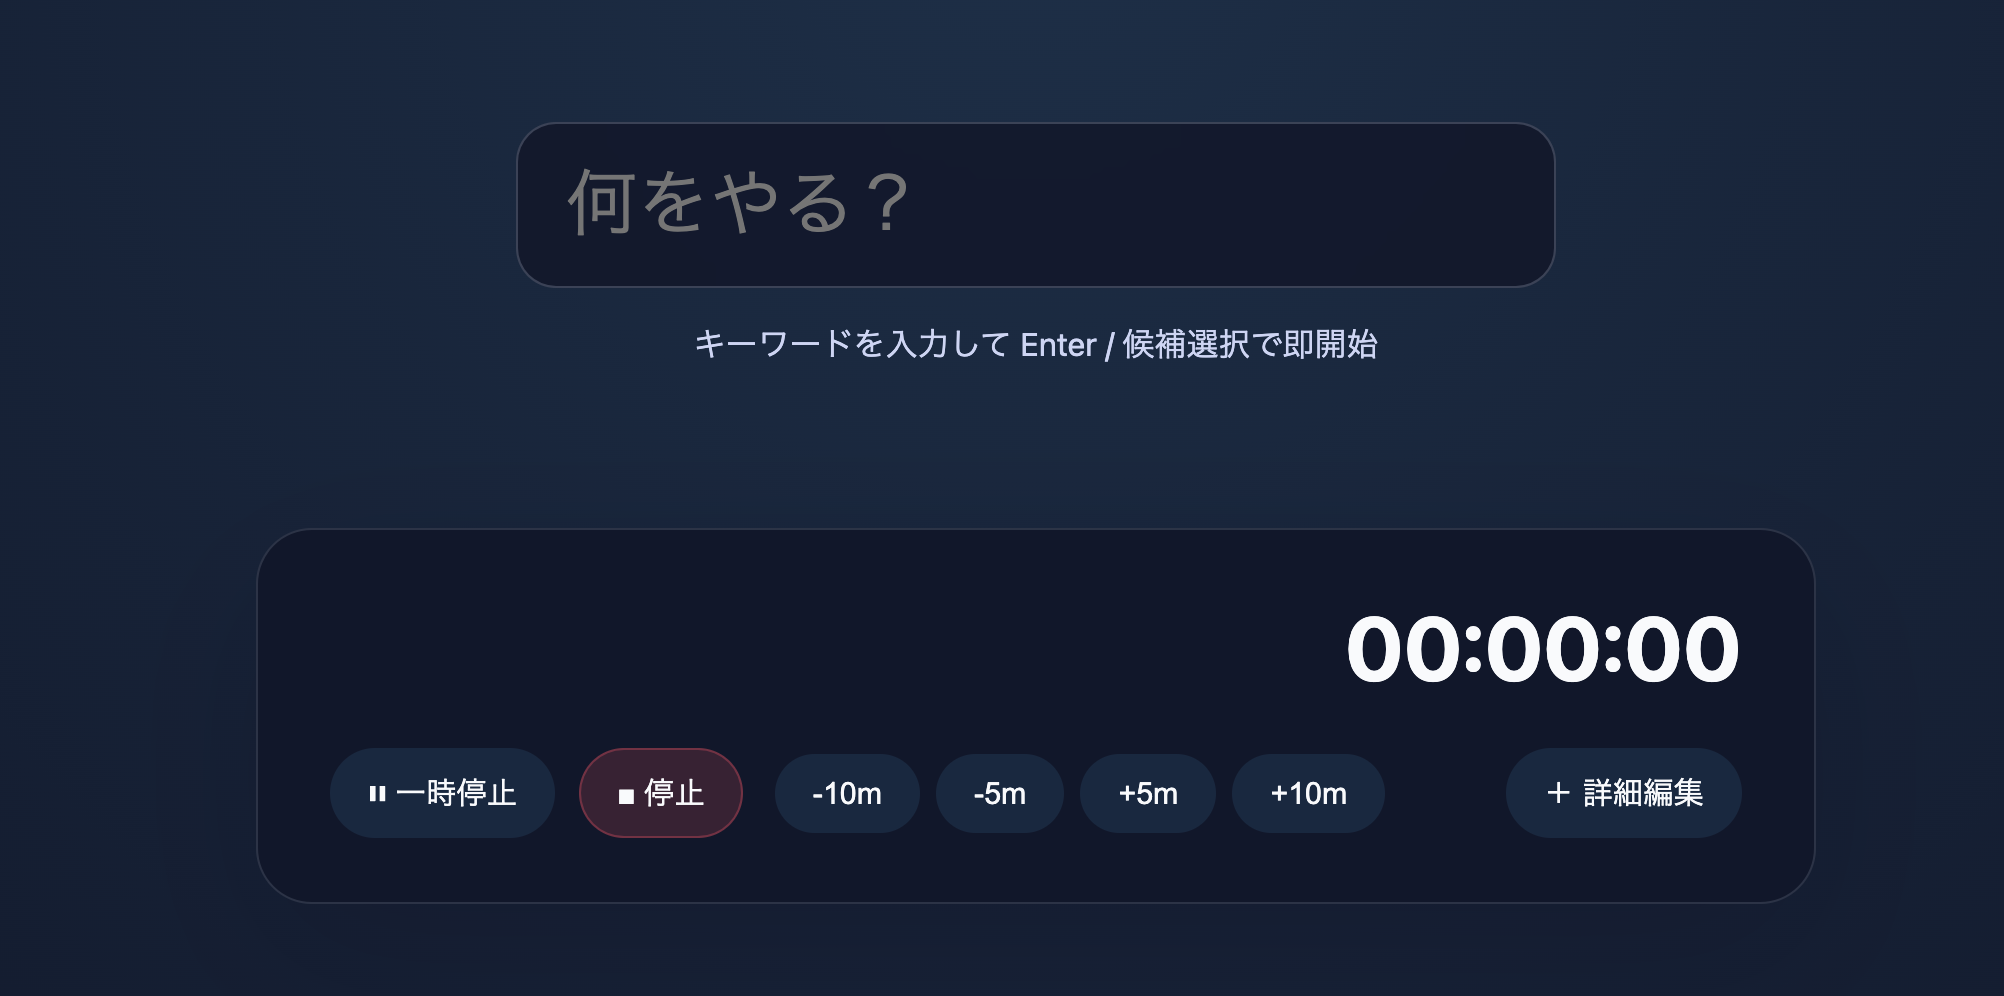 何をやる？
キーワードを入力して Enter / 候補選択で即開始
00:00:00
⏸ 一時停止 ■ 停止 -10m -5m +5m +10m ＋ 詳細編集